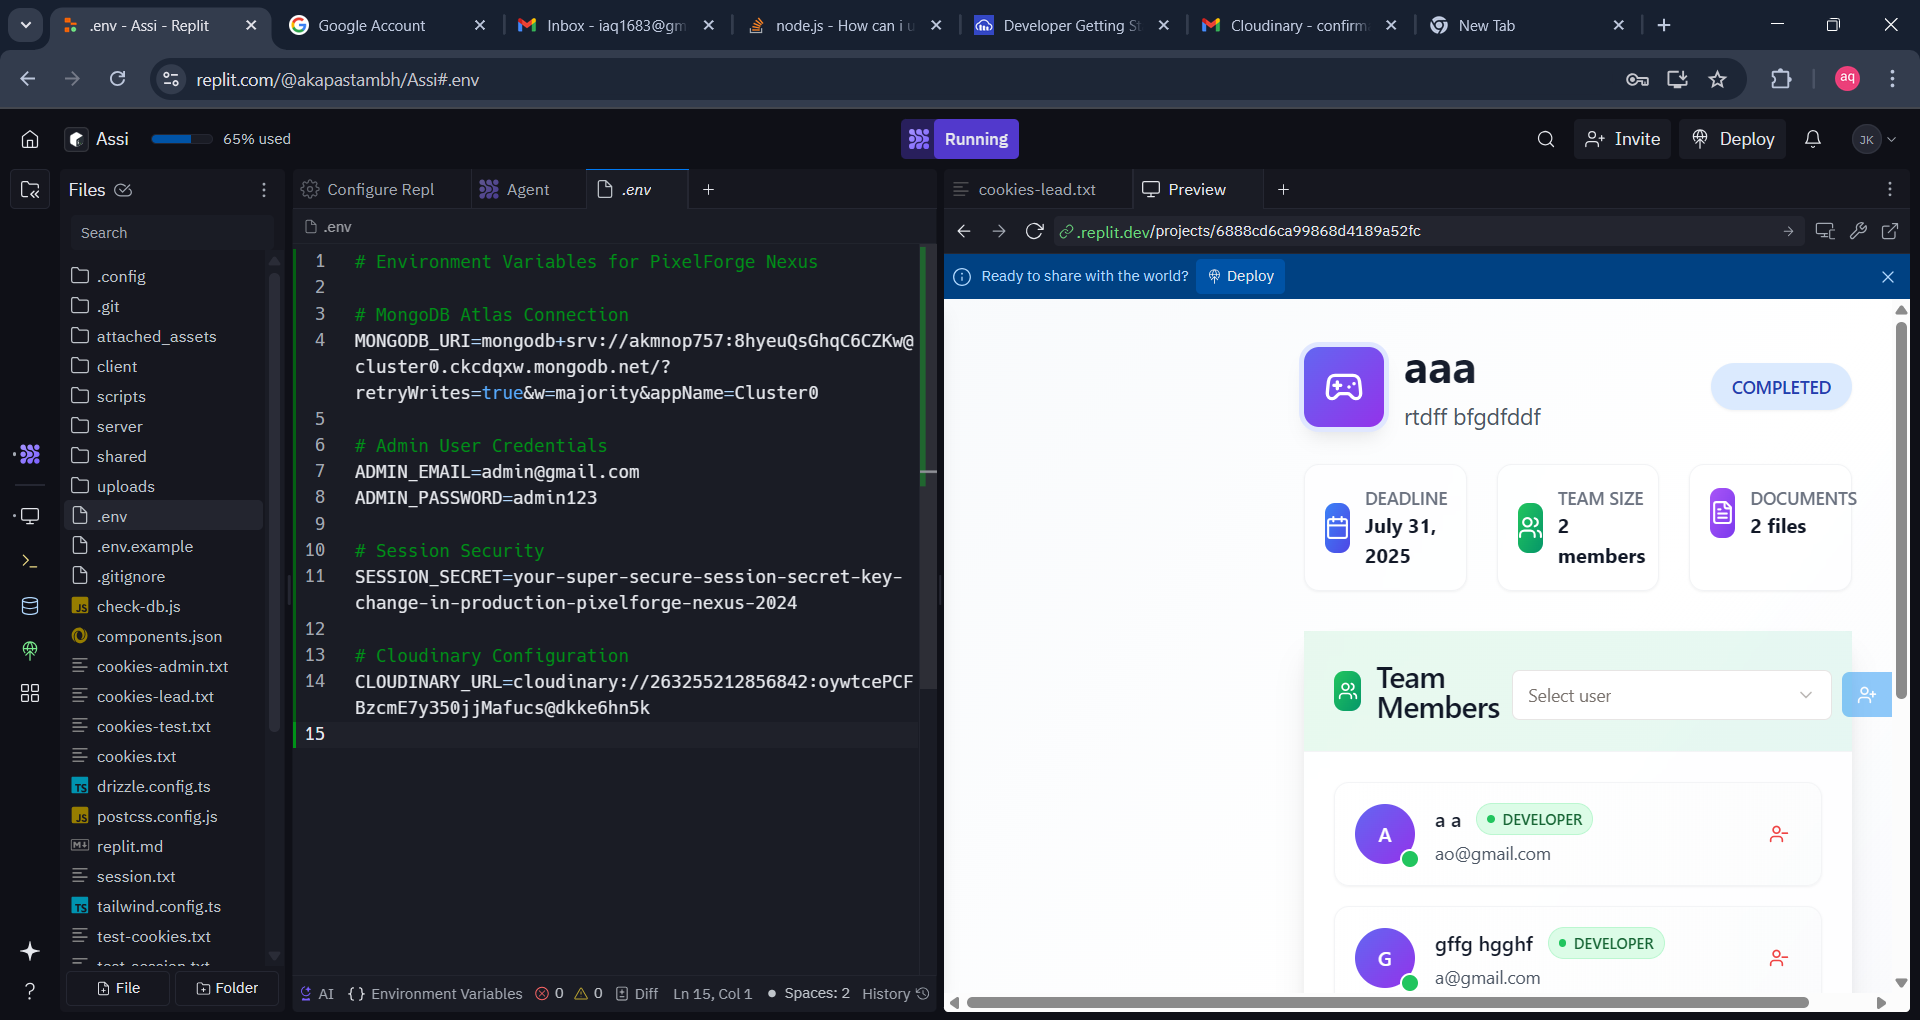 .env - Assi - Replit
Google Account
Inbox - iaq1683@gm
node.js - How can i u
Developer Getting St
Cloudinary - confirm
New Tab
replit.com/@akapastambh/Assi#.env
aq
Assi
65% used
Running
Invite
Deploy
JK
Files
Search
.config
.git
attached_assets
client
scripts
server
shared
uploads
.env
.env.example
.gitignore
check-db.js
components.json
cookies-admin.txt
cookies-lead.txt
cookies-test.txt
cookies.txt
drizzle.config.ts
postcss.config.js
replit.md
session.txt
tailwind.config.ts
test-cookies.txt
test-session.txt
File
Folder
Configure Repl
Agent
.env
.env
1 # Environment Variables for PixelForge Nexus
2
3 # MongoDB Atlas Connection
4 MONGODB_URI=mongodb+srv://akmnop757:8hyeuQsGhqC6CZKw@
cluster0.ckcdqxw.mongodb.net/?
retryWrites=true&w=majority&appName=Cluster0
5
6 # Admin User Credentials
7 ADMIN_EMAIL=admin@gmail.com
8 ADMIN_PASSWORD=admin123
9
10 # Session Security
11 SESSION_SECRET=your-super-secure-session-secret-key-
change-in-production-pixelforge-nexus-2024
12
13 # Cloudinary Configuration
14 CLOUDINARY_URL=cloudinary://263255212856842:oywtcePCF
BzcmE7y350jjMafucs@dkke6hn5k
15
AI
{} Environment Variables
0
0
Diff
Ln 15, Col 1
Spaces: 2
History
cookies-lead.txt
Preview
.replit.dev/projects/6888cd6ca99868d4189a52fc
Ready to share with the world?
Deploy
aaa
rtdff bfgdfddf
COMPLETED
DEADLINE
July 31,
2025
TEAM SIZE
2
members
DOCUMENTS
2 files
Team
Members
Select user
A
a a
DEVELOPER
ao@gmail.com
G
gffg hgghf
DEVELOPER
a@gmail.com